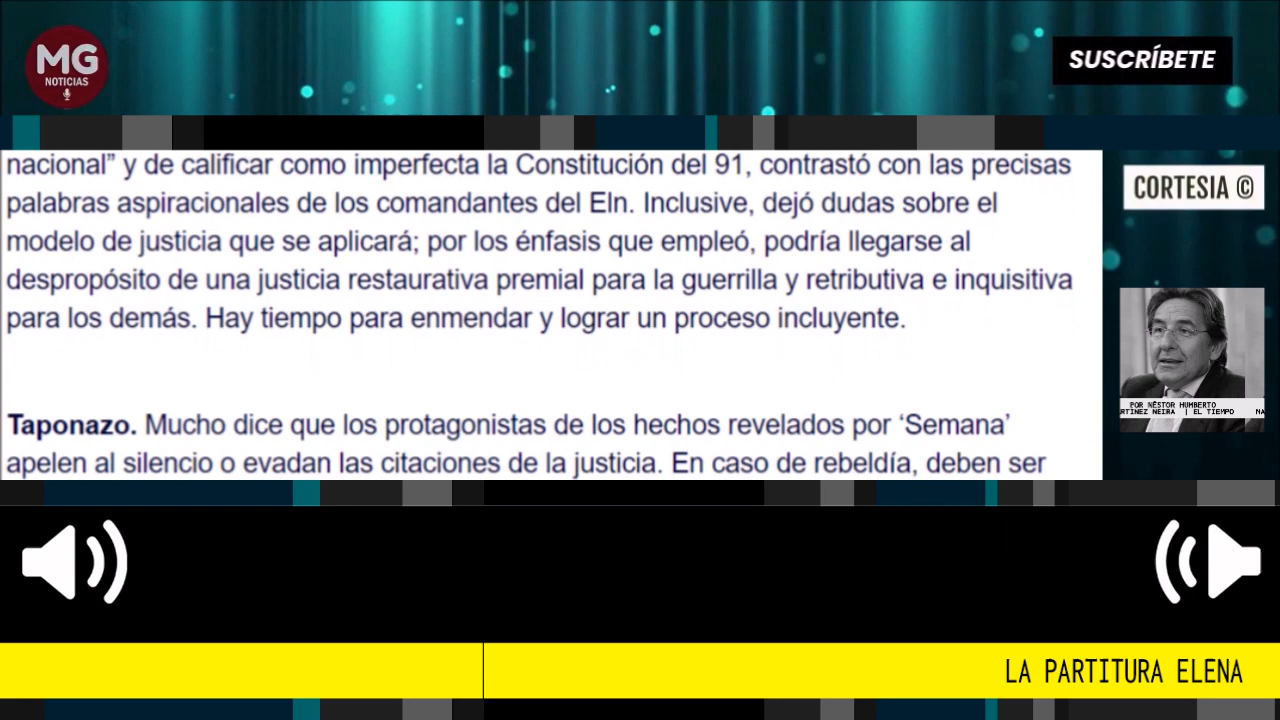 MG
NOTICIAS
SUSCRÍBETE
nacional” y de calificar como imperfecta la Constitución del 91, contrastó con las precisas
palabras aspiracionales de los comandantes del Eln. Inclusive, dejó dudas sobre el
modelo de justicia que se aplicará; por los énfasis que empleó, podría llegarse al
despropósito de una justicia restaurativa premial para la guerrilla y retributiva e inquisitiva
para los demás. Hay tiempo para enmendar y lograr un proceso incluyente.
Taponazo. Mucho dice que los protagonistas de los hechos revelados por ‘Semana’
apelen al silencio o evadan las citaciones de la justicia. En caso de rebeldía, deben ser
CORTESIA ©
POR NÉSTOR HUMBERTO
RTINEZ NEIRA | EL TIEMPO NA
LA PARTITURA ELENA